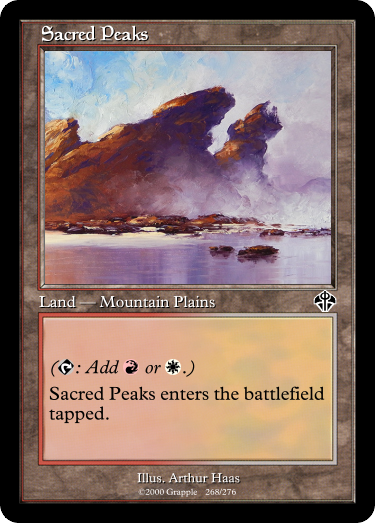 Sacred Peaks
Land — Mountain Plains
(: Add or .)
Sacred Peaks enters the battlefield
tapped.
Illus. Arthur Haas
©2000 Grapple 268/276